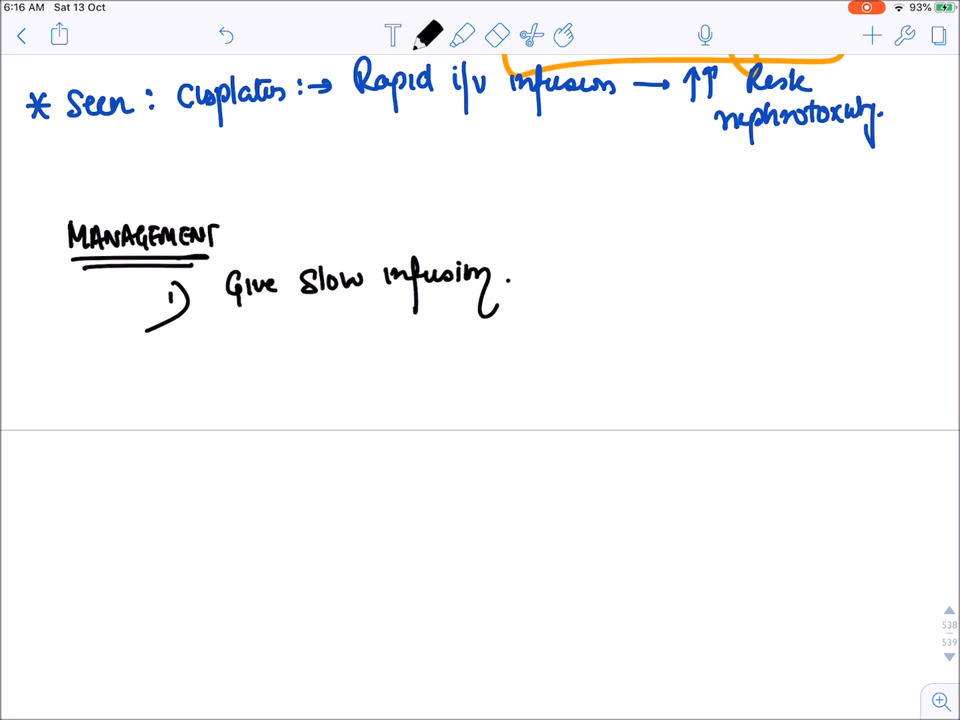 6:16 AM Sat 13 Oct 93%
T
* Seen : Cisplatin :→ Rapid i/v infusion → ↑↑ Risk
nephrotoxicity.
MANAGEMENT
1) Give slow infusion.
538
539